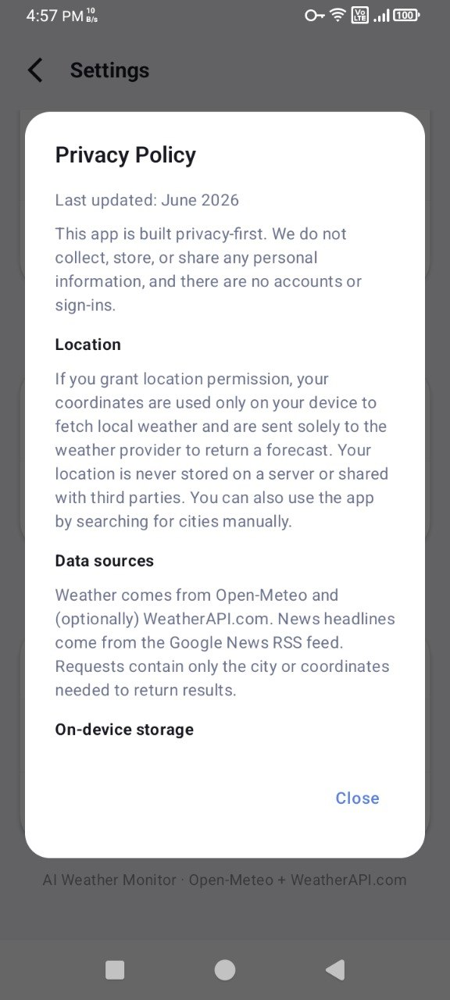 4:57 PM 10 B/s Vo LTE 100
Settings
Privacy Policy
Last updated: June 2026
This app is built privacy-first. We do not
collect, store, or share any personal
information, and there are no accounts or
sign-ins.
Location
If you grant location permission, your
coordinates are used only on your device to
fetch local weather and are sent solely to the
weather provider to return a forecast. Your
location is never stored on a server or shared
with third parties. You can also use the app
by searching for cities manually.
Data sources
Weather comes from Open-Meteo and
(optionally) WeatherAPI.com. News headlines
come from the Google News RSS feed.
Requests contain only the city or coordinates
needed to return results.
On-device storage
Close
AI Weather Monitor · Open-Meteo + WeatherAPI.com